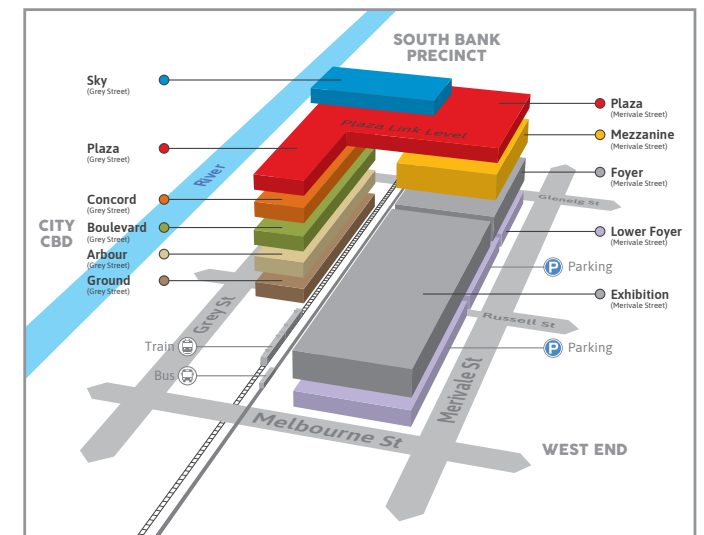 SOUTH BANK
PRECINCT
Sky
(Grey Street)
Plaza
(Grey Street)
Concord
(Grey Street)
Boulevard
(Grey Street)
Arbour
(Grey Street)
Ground
(Grey Street)
CITY
CBD
River
Plaza Link Level
Plaza
(Merivale Street)
Mezzanine
(Merivale Street)
Foyer
(Merivale Street)
Glenelg St
Lower Foyer
(Merivale Street)
P Parking
Exhibition
(Merivale Street)
Russell St
P Parking
Grey St
Train
Bus
Melbourne St
Merivale St
WEST END